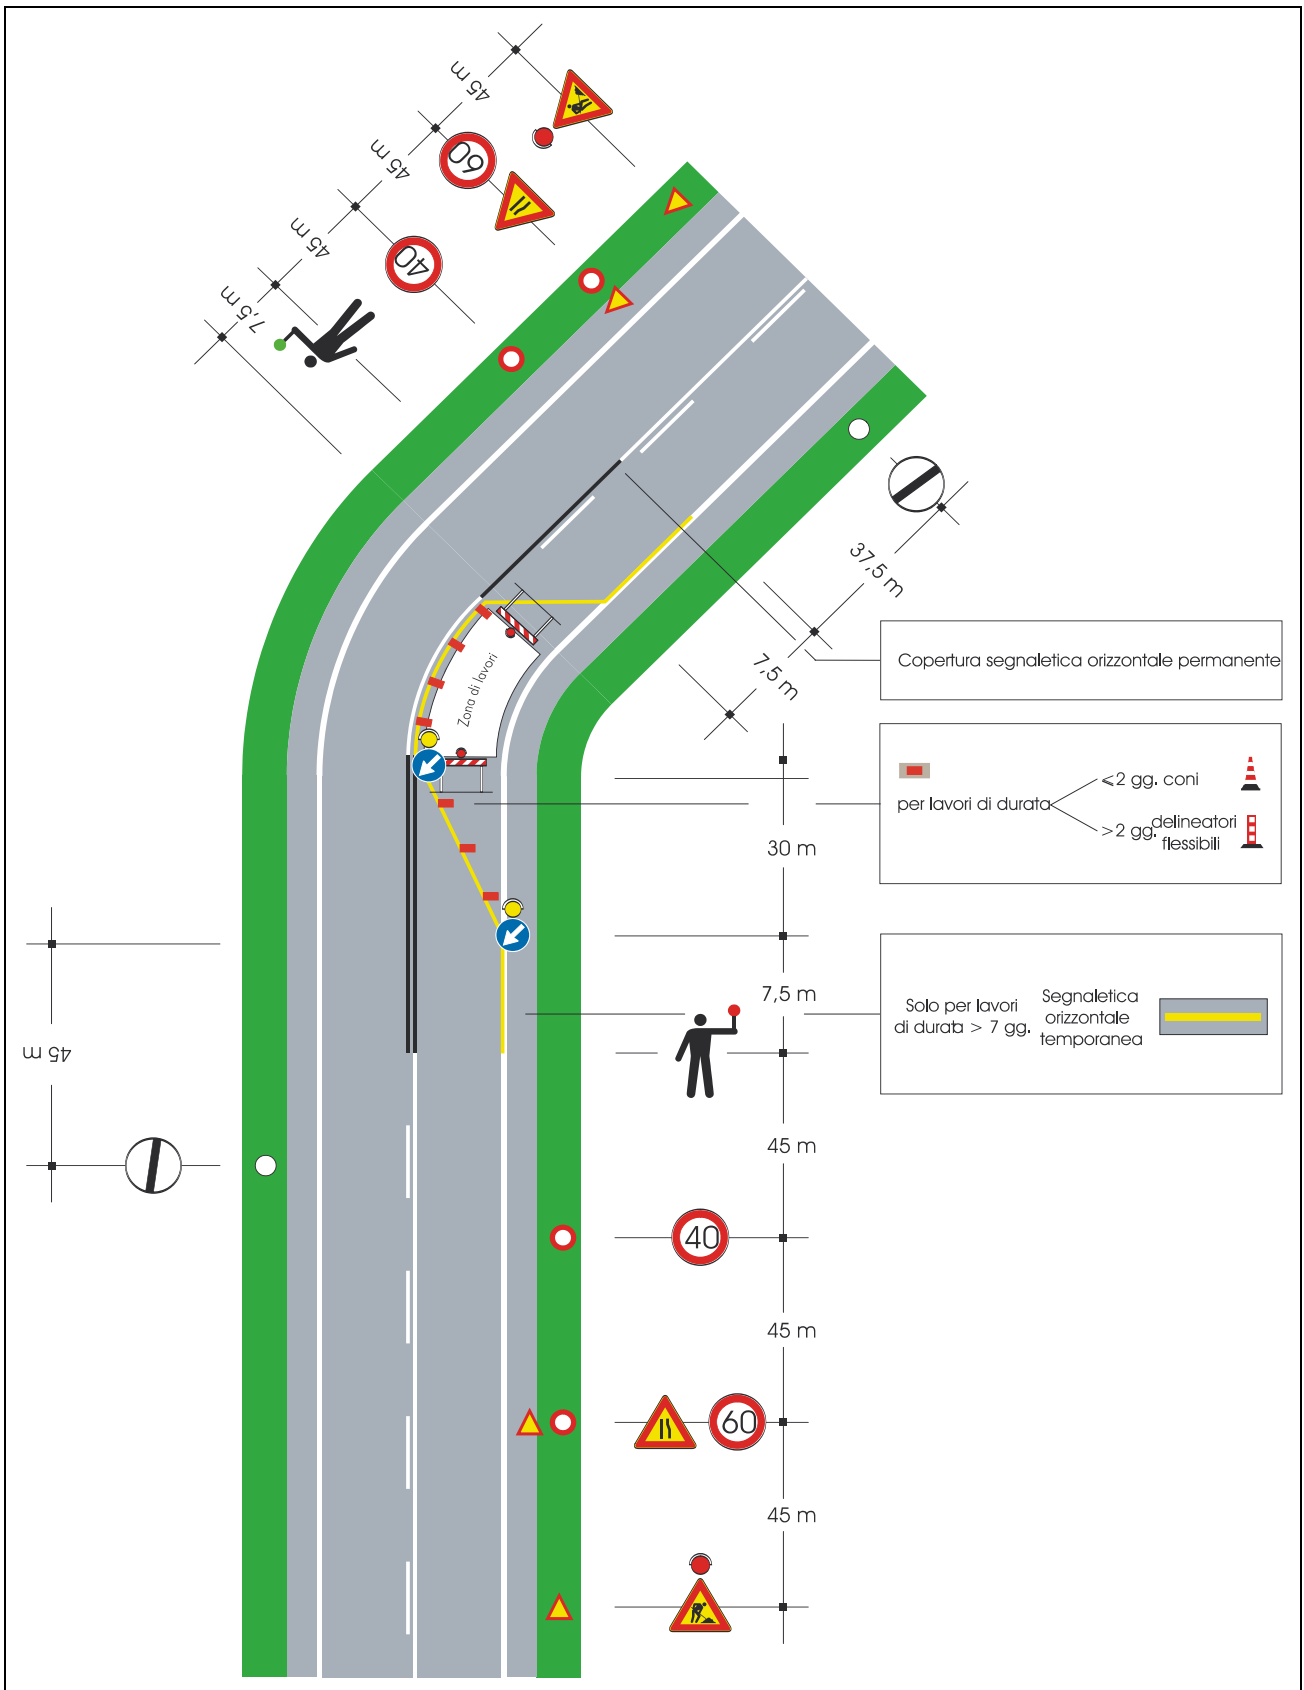 45 m
60
45 m
40
45 m
7,5 m
37,5 m
7,5 m
Copertura segnaletica orizzontale permanente
Zona di lavori
per lavori di durata
⩽2 gg. coni
>2 gg. delineatori
flessibili
30 m
7,5 m
Solo per lavori
di durata > 7 gg.
Segnaletica
orizzontale
temporanea
45 m
45 m
40
45 m
60
45 m